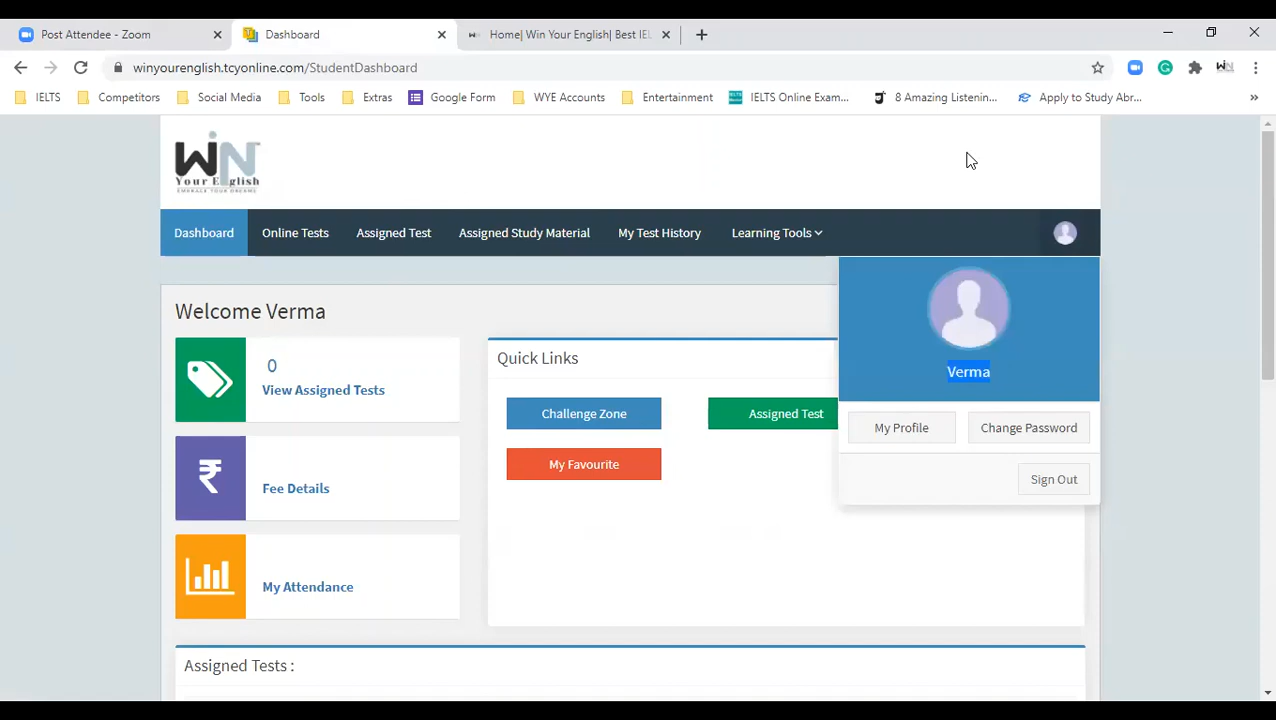 Post Attendee - Zoom
Dashboard
Home| Win Your English| Best IEL
winyourenglish.tcyonline.com/StudentDashboard
IELTS
Competitors
Social Media
Tools
Extras
Google Form
WYE Accounts
Entertainment
IELTS Online Exam...
8 Amazing Listenin...
Apply to Study Abr...
WiN
Your English
EMBRACE YOUR DREAMS
Dashboard
Online Tests
Assigned Test
Assigned Study Material
My Test History
Learning Tools
Welcome Verma
0
View Assigned Tests
₹
Fee Details
My Attendance
Quick Links
Challenge Zone
Assigned Test
My Favourite
Verma
My Profile
Change Password
Sign Out
Assigned Tests :